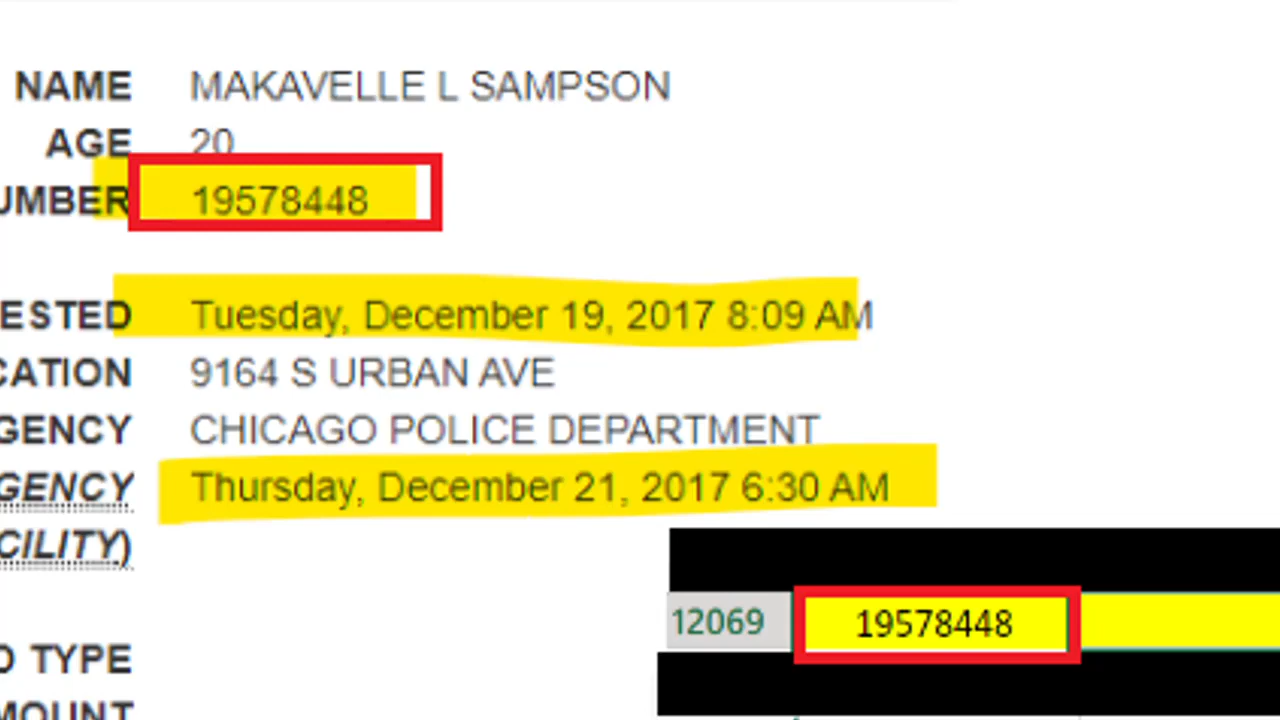 NAME MAKAVELLE L SAMPSON
AGE 20
UMBER 19578448
ESTED Tuesday, December 19, 2017 8:09 AM
CATION 9164 S URBAN AVE
GENCY CHICAGO POLICE DEPARTMENT
GENCY Thursday, December 21, 2017 6:30 AM
CILITY)
12069 19578448
D TYPE
MOUNT